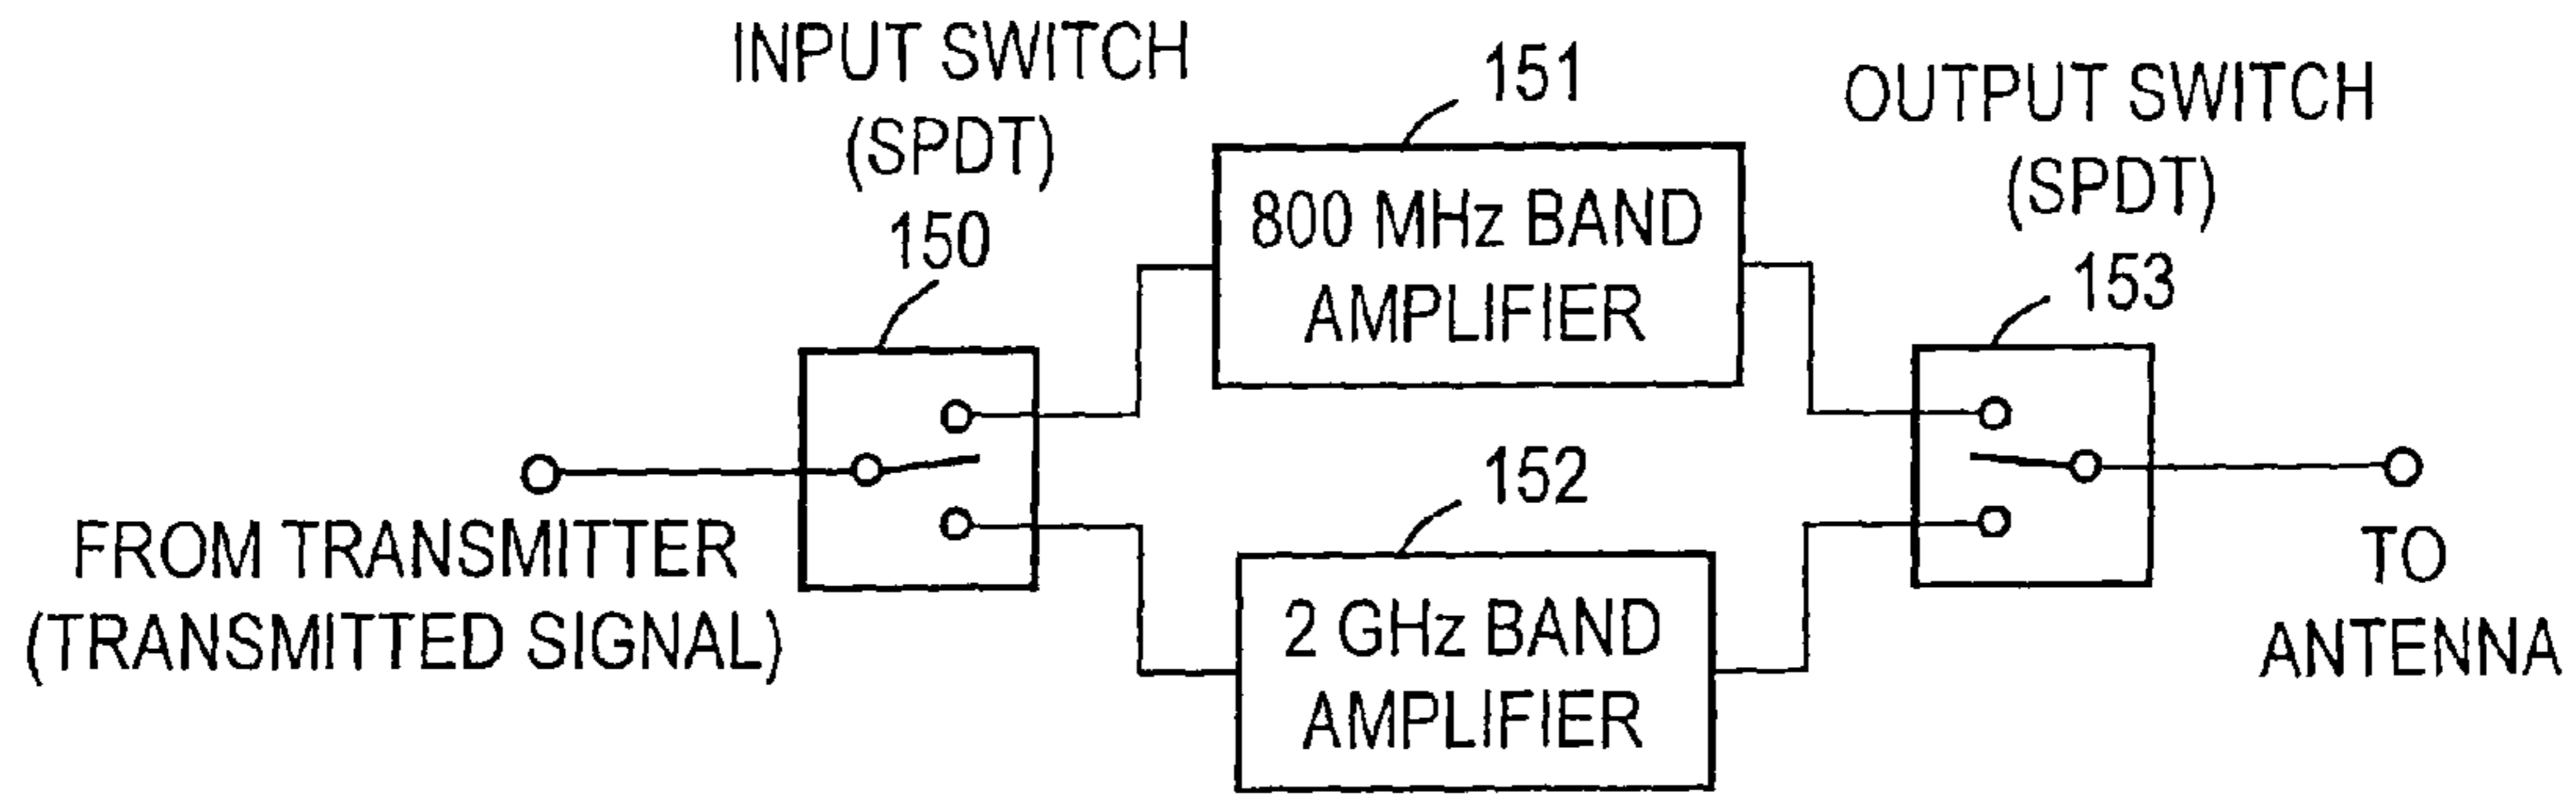 INPUT SWITCH
(SPDT)
150
151
800 MHz BAND
AMPLIFIER
OUTPUT SWITCH
(SPDT)
153
FROM TRANSMITTER
(TRANSMITTED SIGNAL)
152
2 GHz BAND
AMPLIFIER
TO
ANTENNA